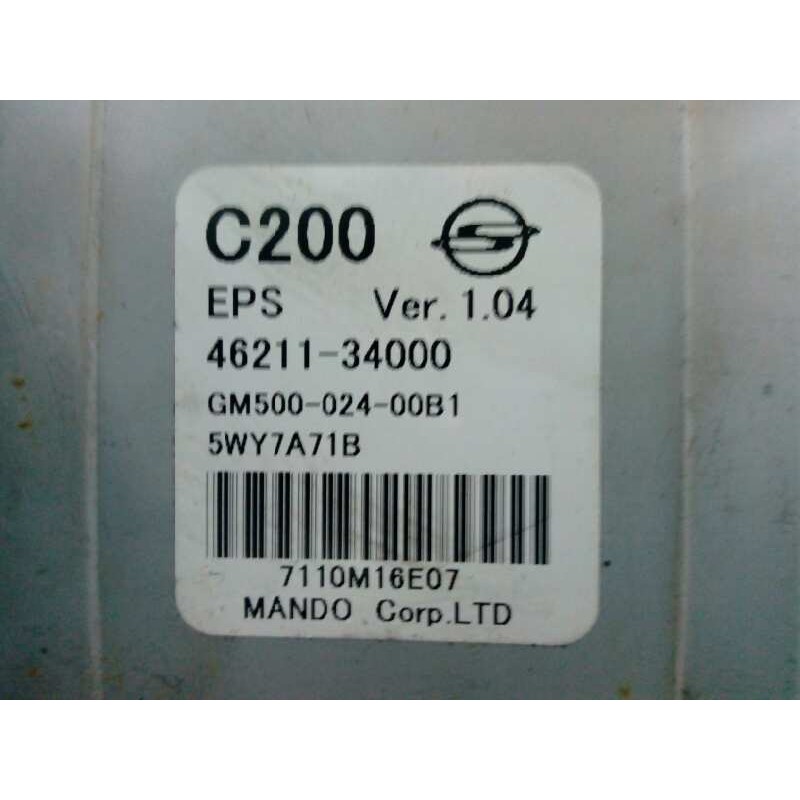 C200
EPS Ver. 1.04
46211-34000
GM500-024-00B1
5WY7A71B
7110M16E07
MANDO Corp.LTD